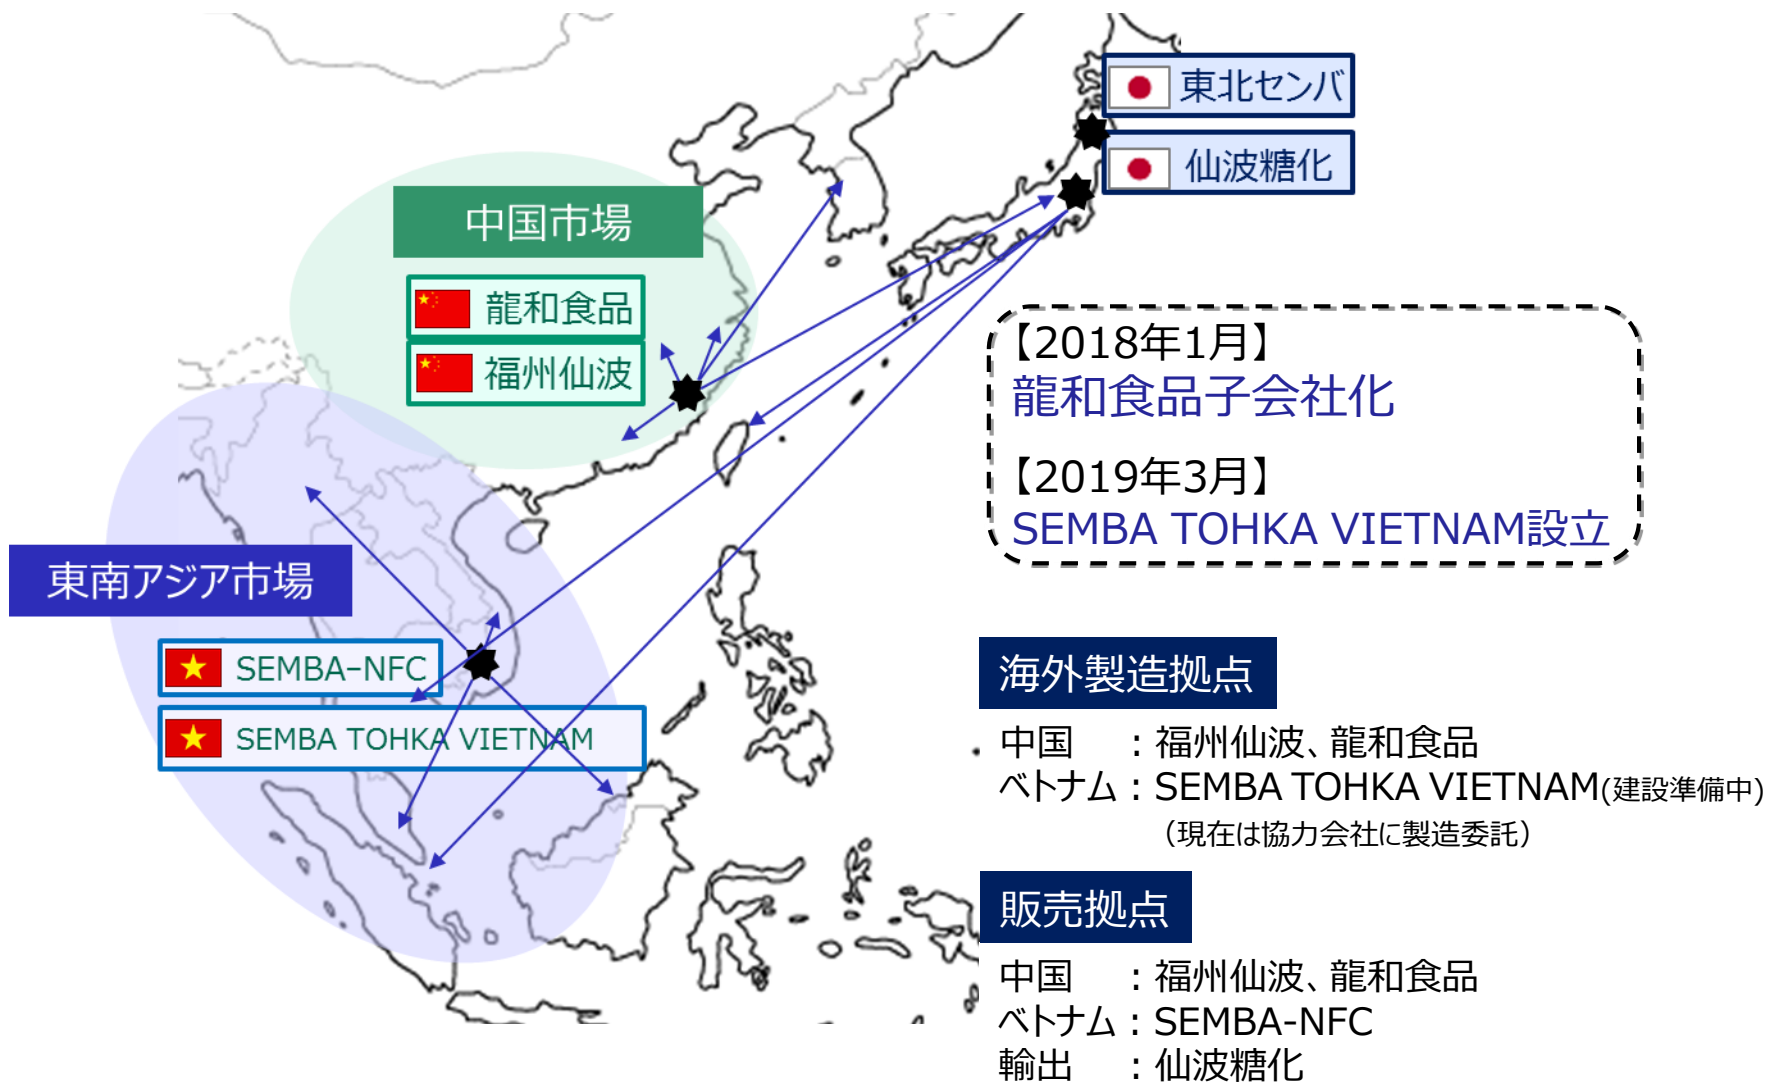 東北センバ
仙波糖化
中国市場
龍和食品
福州仙波
【2018年1月】
龍和食品子会社化
【2019年3月】
SEMBA TOHKA VIETNAM設立
東南アジア市場
SEMBA-NFC
SEMBA TOHKA VIETNAM
海外製造拠点
中国　：福州仙波、龍和食品
ベトナム：SEMBA TOHKA VIETNAM(建設準備中)
（現在は協力会社に製造委託）
販売拠点
中国　：福州仙波、龍和食品
ベトナム：SEMBA-NFC
輸出　：仙波糖化